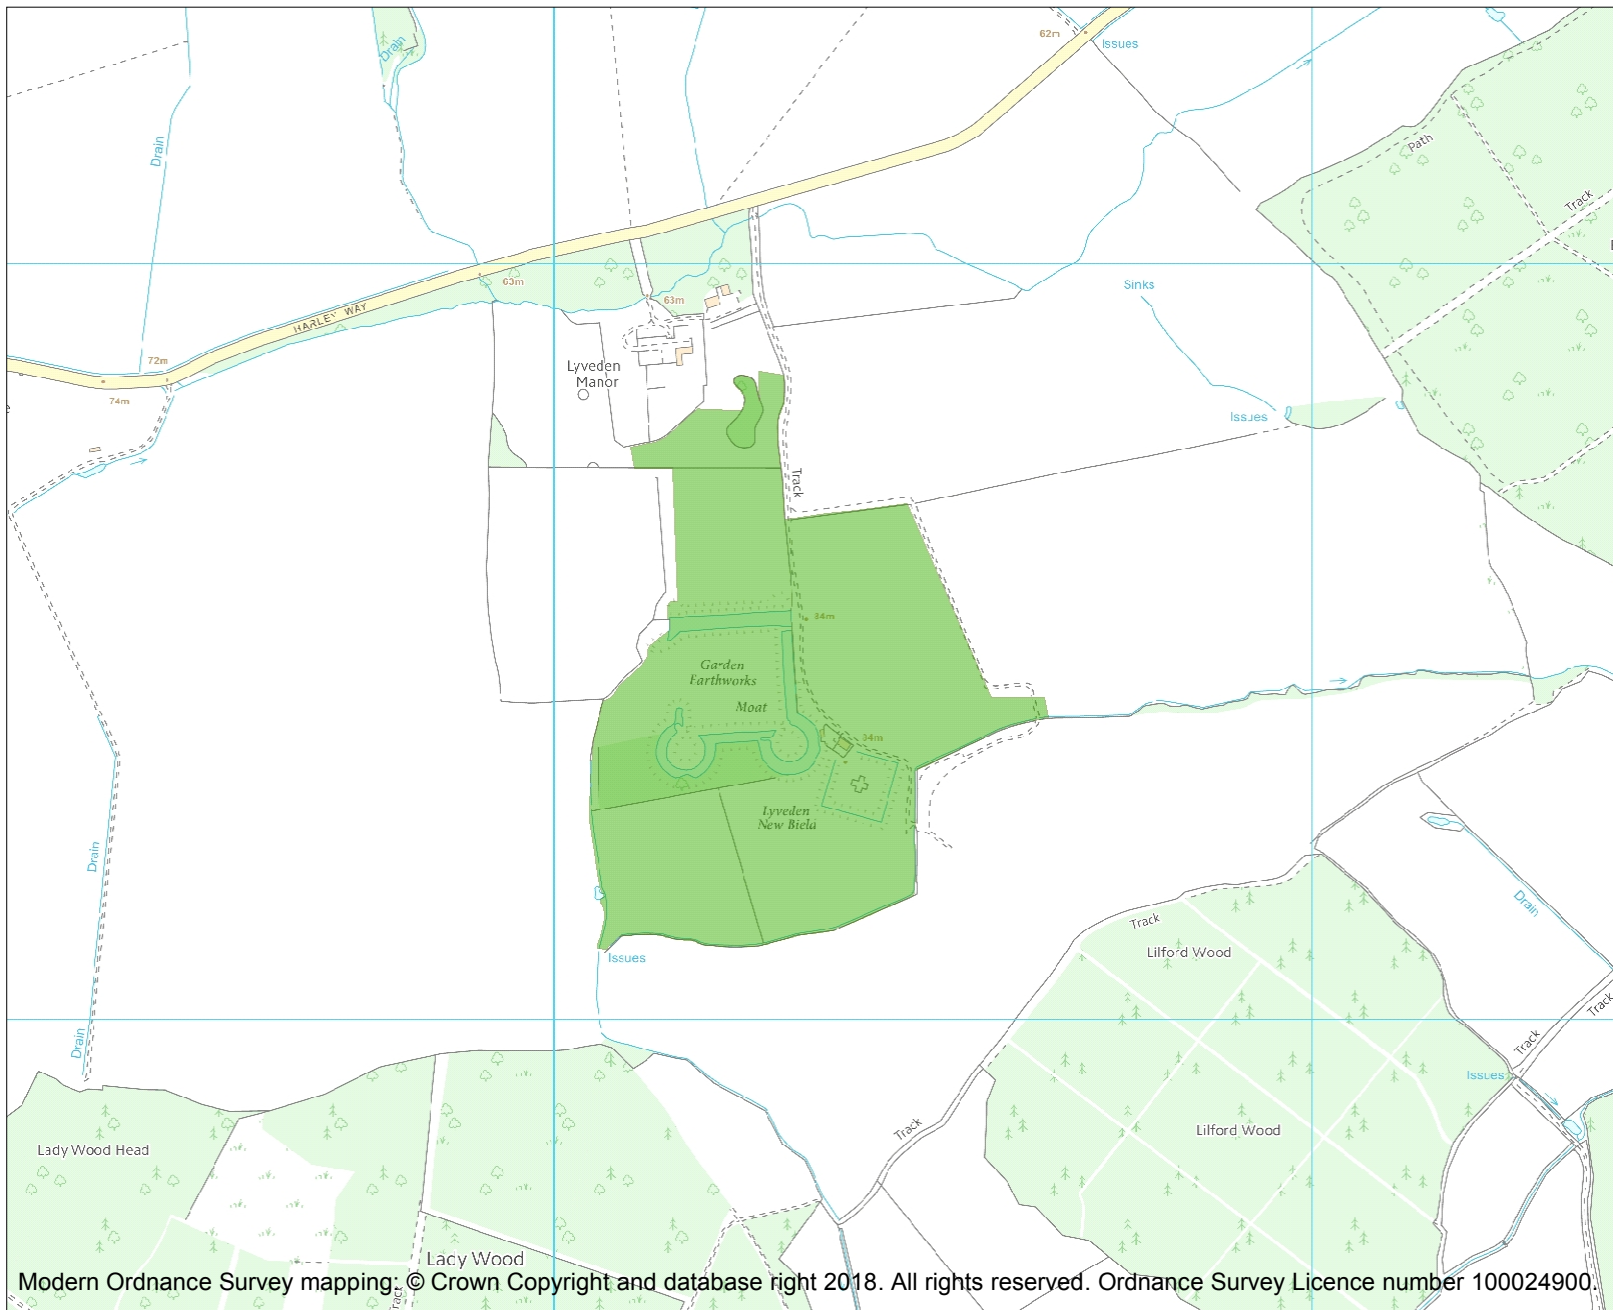 Drain
62m
Issues
Drain
Path
Track
63m
Sinks
63m
HARLEY WAY
72m
Lyveden
Manor
74m
Issues
Track
84m
Garden
Earthworks
Moat
84m
Lyveden
New Bield
Drain
Drain
Track
Lilford Wood
Issues
Track
Drain
Track
Issues
Track
Lilford Wood
Lady Wood Head
Lady Wood
Modern Ordnance Survey mapping: © Crown Copyright and database right 2018. All rights reserved. Ordnance Survey Licence number 100024900.